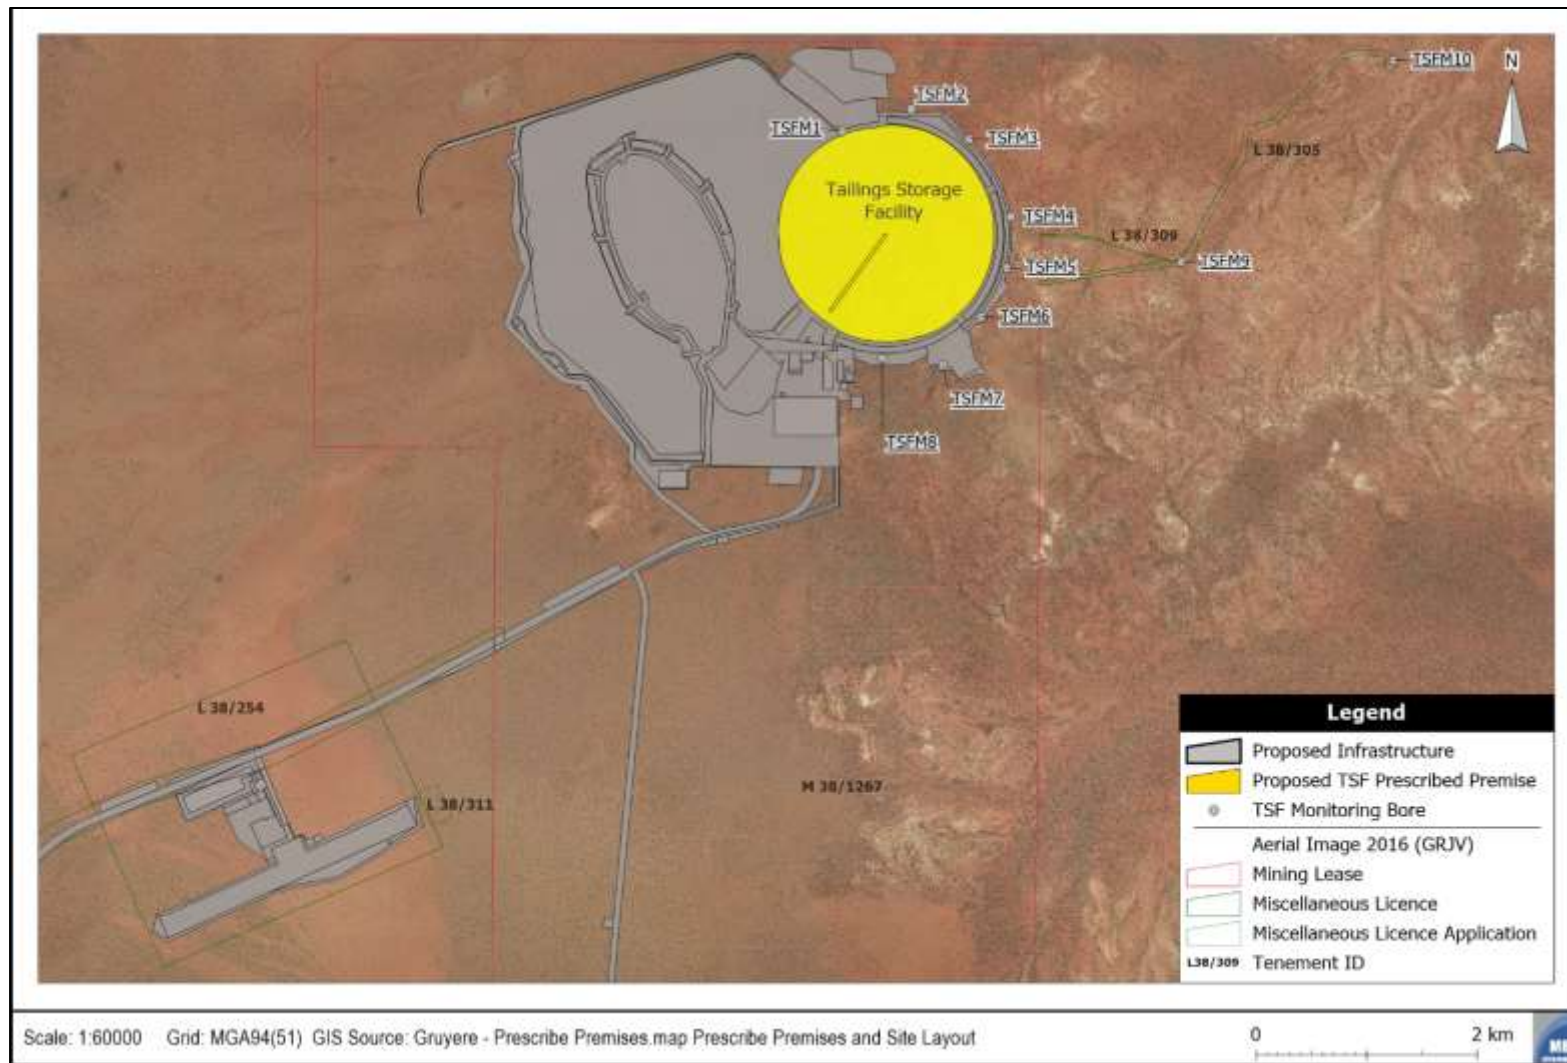 TSFM10
N
TSFM2
TSFM1
TSFM3
L 38/305
Tailings Storage
Facility
TSFM4
L 38/309
TSFM9
TSFM5
TSFM6
TSFM7
TSFM8
L 38/254
M 38/1267
L 38/311
Legend
Proposed Infrastructure
Proposed TSF Prescribed Premise
TSF Monitoring Bore
Aerial Image 2016 (GRJV)
Mining Lease
Miscellaneous Licence
Miscellaneous Licence Application
L38/309 Tenement ID
Scale: 1:60000 Grid: MGA94(51) GIS Source: Gruyere - Prescribe Premises.map Prescribe Premises and Site Layout
0 2 km